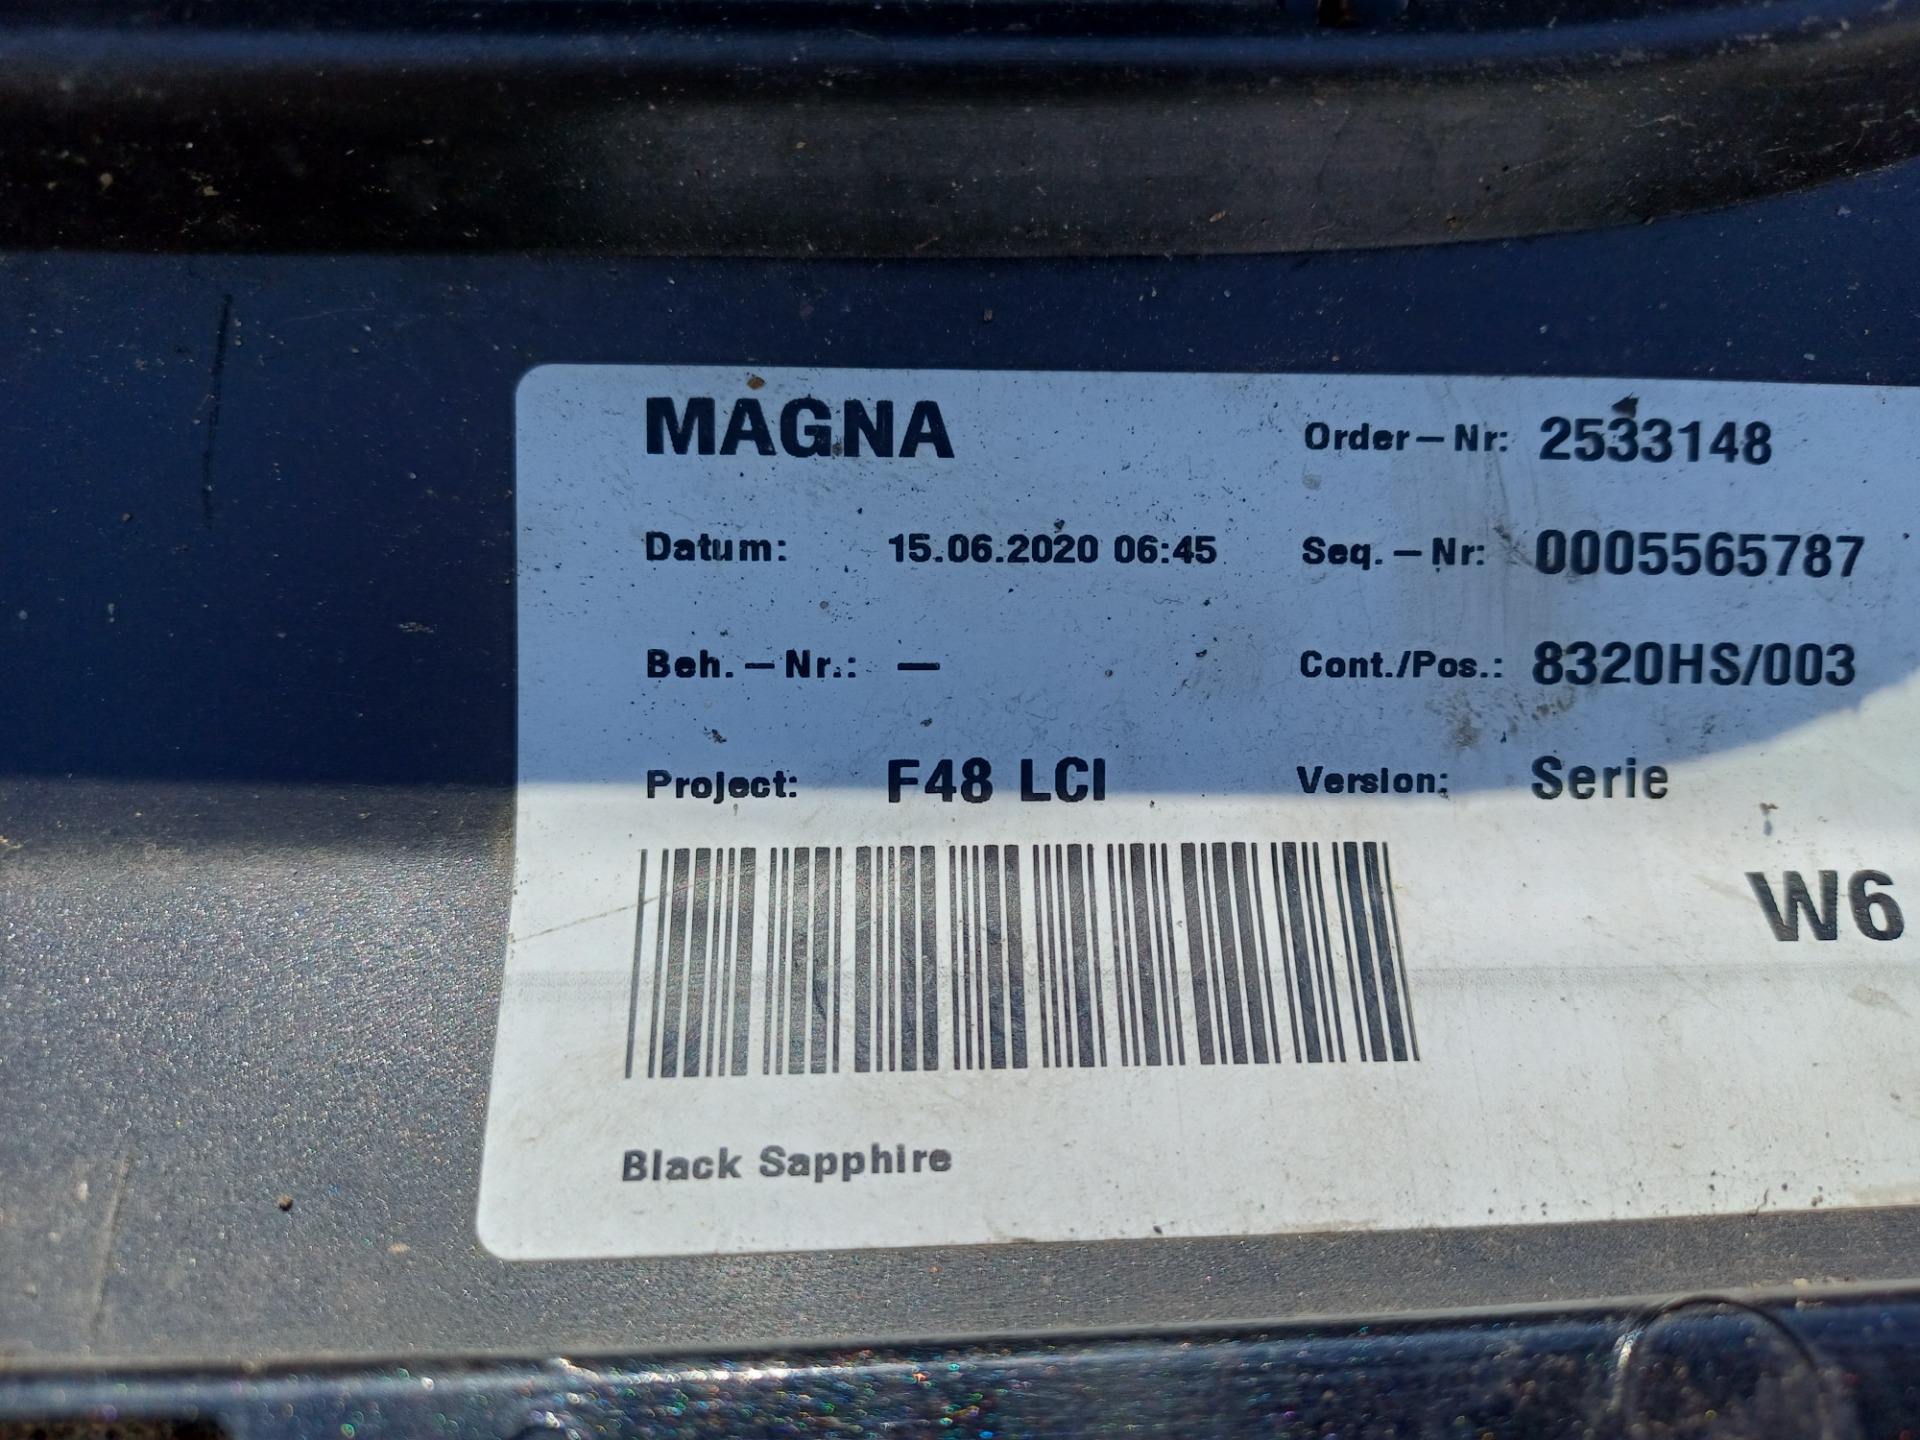 MAGNA Order-Nr: 2533148
Datum: 15.06.2020 06:45 Seq.-Nr: 0005565787
Beh.-Nr.: — Cont./Pos.: 8320HS/003
Project: F48 LCI Version: Serie
W6
Black Sapphire